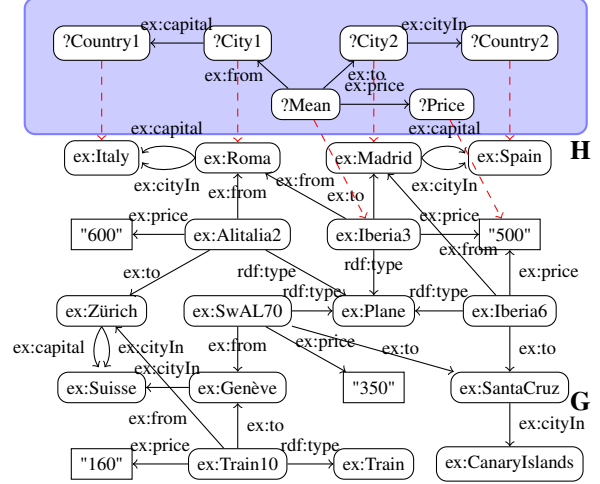 ex:capital ex:cityIn
?Country1 ?City1 ?City2 ?Country2
ex:from ex:to
ex:price
?Mean ?Price
ex:capital ex:capital
H
ex:Italy ex:Roma ex:Madrid ex:Spain
ex:cityIn ex:from ex:cityIn
ex:from ex:to
ex:price ex:price
"600" ex:Alitalia2 ex:Iberia3 "500"
ex:from
ex:to rdf:type rdf:type ex:price
rdf:type rdf:type
ex:Zürich ex:SwAL70 ex:Plane ex:Iberia6
ex:capital ex:cityIn ex:from ex:price ex:to ex:to
ex:cityIn
ex:Suisse ex:Genève "350" ex:SantaCruz
G
ex:from ex:to ex:cityIn
ex:price rdf:type
"160" ex:Train10 ex:Train ex:CanaryIslands